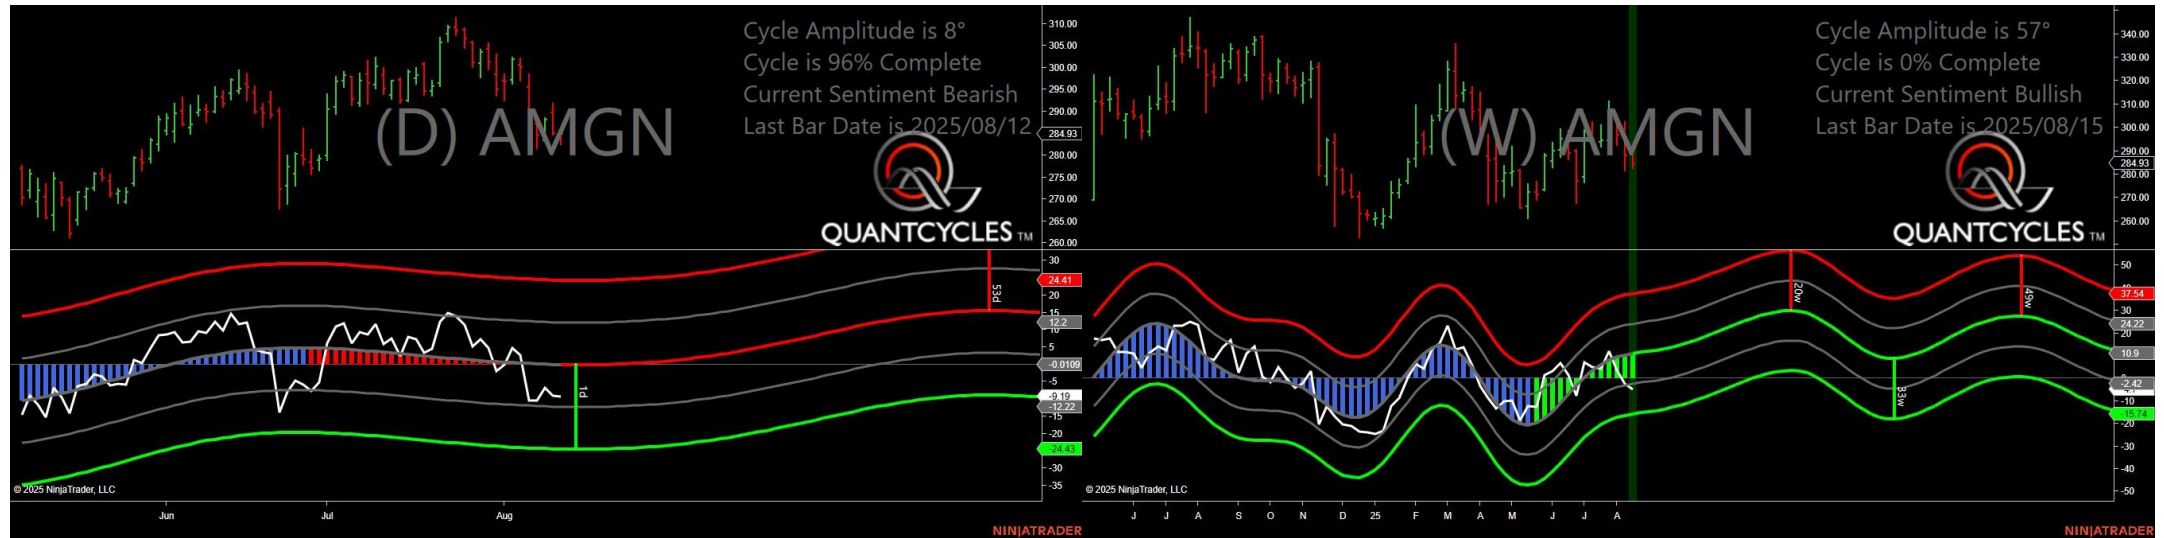 Cycle Amplitude is 8°
Cycle is 96% Complete
Current Sentiment Bearish
Last Bar Date is 2025/08/12
(D) AMGN
QUANTCYCLES TM
310.00
305.00
300.00
295.00
290.00
284.93
280.00
275.00
270.00
265.00
260.00
30
24.41
20
15
12.2
10
5
-0.0109
-5
-9.19
-12.22
-15
-20
-24.43
-30
-35
53d
1d
© 2025 NinjaTrader, LLC
Jun
Jul
Aug
NINJATRADER
Cycle Amplitude is 57°
Cycle is 0% Complete
Current Sentiment Bullish
Last Bar Date is 2025/08/15
(W) AMGN
QUANTCYCLES TM
340.00
330.00
320.00
310.00
300.00
290.00
284.93
280.00
270.00
260.00
50
37.54
30
24.22
20
10.9
-2.42
-10
-15.74
-20
-30
-40
-50
20w
49w
33w
© 2025 NinjaTrader, LLC
J J A S O N D 25 F M A M J J A
NINJATRADER